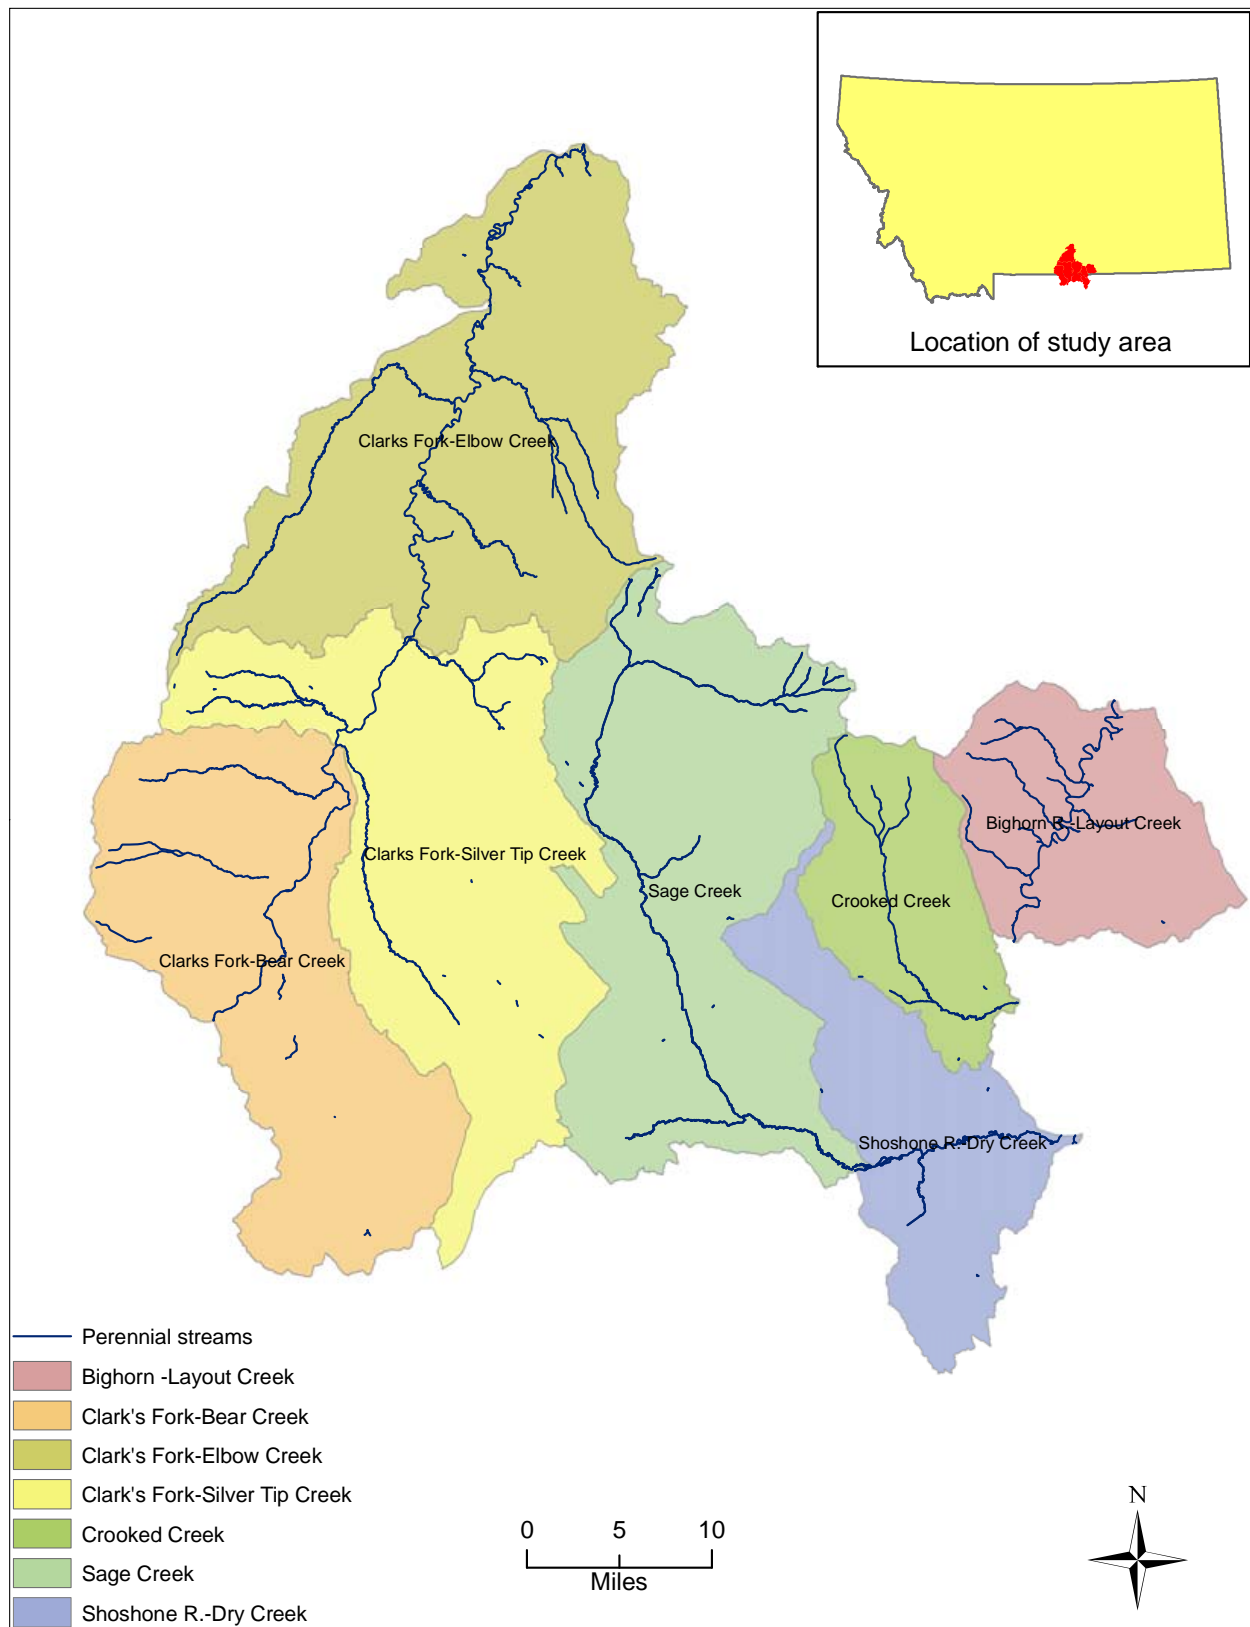 Location of study area
Clarks Fork-Elbow Creek
Bighorn R.-Layout Creek
Clarks Fork-Silver Tip Creek
Sage Creek
Crooked Creek
Clarks Fork-Bear Creek
Shoshone R.-Dry Creek
Perennial streams
Bighorn -Layout Creek
Clark's Fork-Bear Creek
Clark's Fork-Elbow Creek
Clark's Fork-Silver Tip Creek
Crooked Creek
Sage Creek
Shoshone R.-Dry Creek
0 5 10
Miles
N